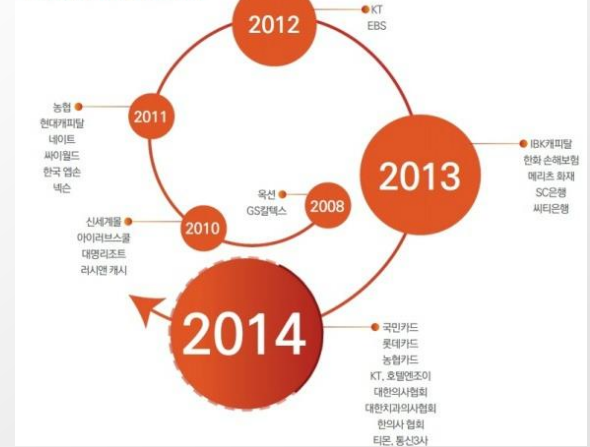 2008
옥션
GS칼텍스
2010
신세계몰
아이러브스쿨
대명리조트
러시앤 캐시
2011
농협
현대캐피탈
네이트
싸이월드
한국 엡손
넥슨
2012
KT
EBS
2013
IBK캐피탈
한화 손해보험
메리츠 화재
SC은행
씨티은행
2014
국민카드
롯데카드
농협카드
KT, 호텔엔조이
대한의사협회
대한치과의사협회
한의사 협회
티몬, 통신3사